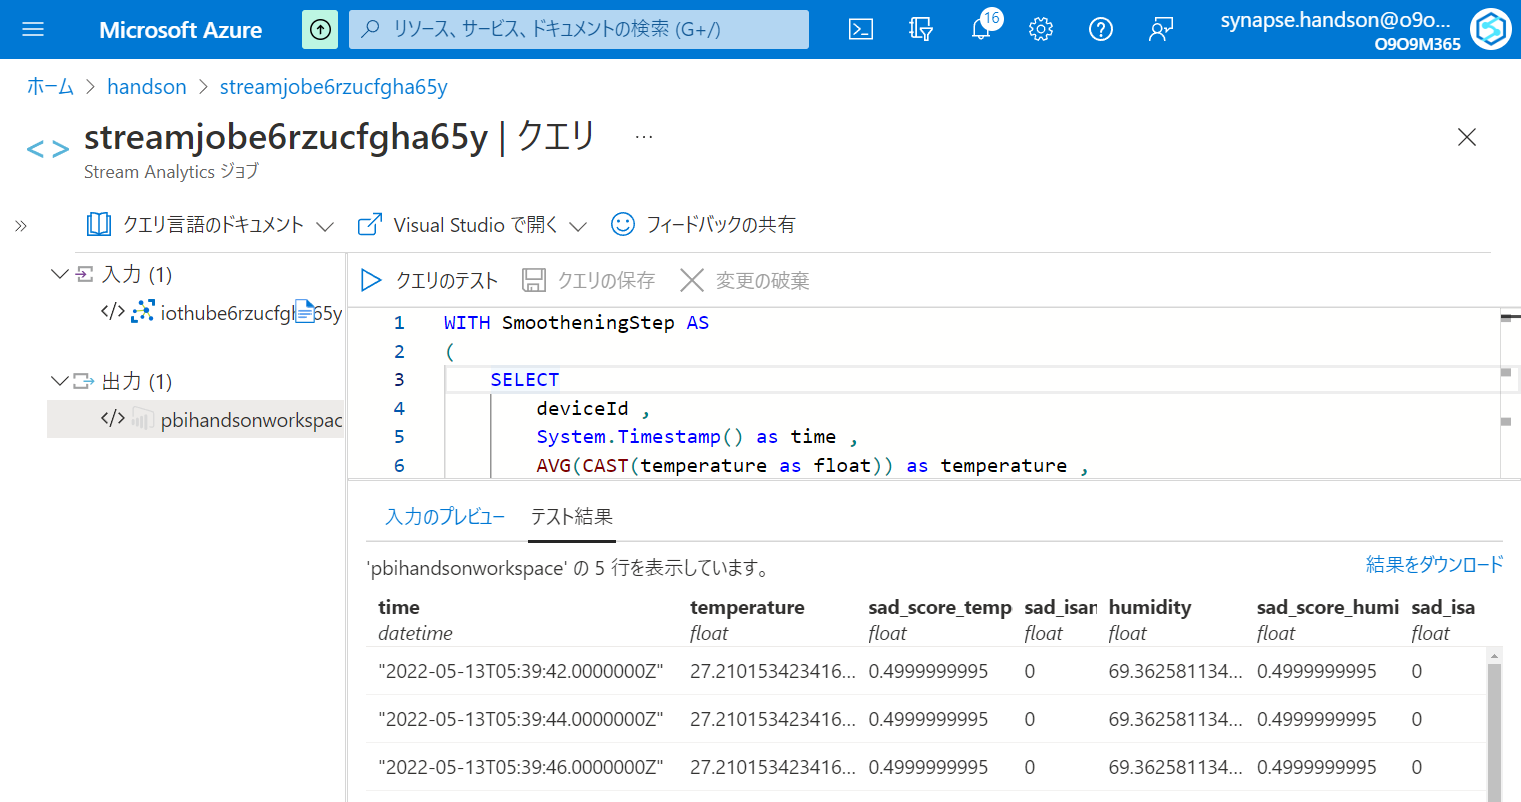 Microsoft Azure
リソース、サービス、ドキュメントの検索 (G+/)
16
synapse.handson@o9o...
O9O9M365
ホーム > handson > streamjobe6rzucfgha65y
streamjobe6rzucfgha65y | クエリ ...
Stream Analytics ジョブ
クエリ言語のドキュメント
Visual Studio で開く
フィードバックの共有
入力 (1)
iothube6rzucfgh 65y
出力 (1)
pbihandsonworkspac
クエリのテスト
クエリの保存
変更の破棄
1 WITH SmootheningStep AS
2 (
3 SELECT
4 deviceId ,
5 System.Timestamp() as time ,
6 AVG(CAST(temperature as float)) as temperature ,
入力のプレビュー
テスト結果
'pbihandsonworkspace' の 5 行を表示しています。
結果をダウンロード
time temperature sad_score_temp sad_isan humidity sad_score_humi sad_isa
datetime float float float float float float
"2022-05-13T05:39:42.0000000Z" 27.210153423416... 0.4999999995 0 69.362581134... 0.4999999995 0
"2022-05-13T05:39:44.0000000Z" 27.210153423416... 0.4999999995 0 69.362581134... 0.4999999995 0
"2022-05-13T05:39:46.0000000Z" 27.210153423416... 0.4999999995 0 69.362581134... 0.4999999995 0